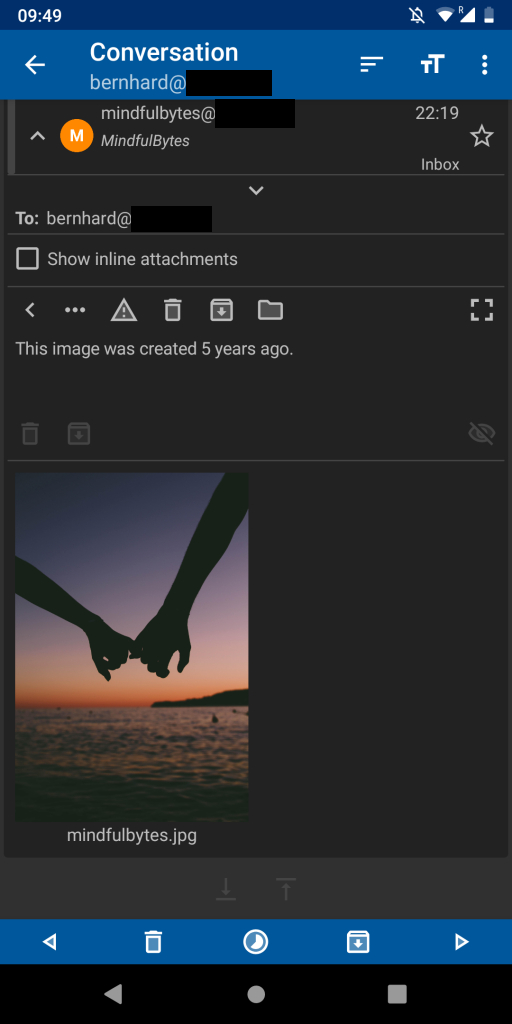 09:49
R
Conversation
bernhard@
mindfulbytes@ 22:19
M
MindfulBytes
Inbox
To: bernhard@
Show inline attachments
This image was created 5 years ago.
mindfulbytes.jpg